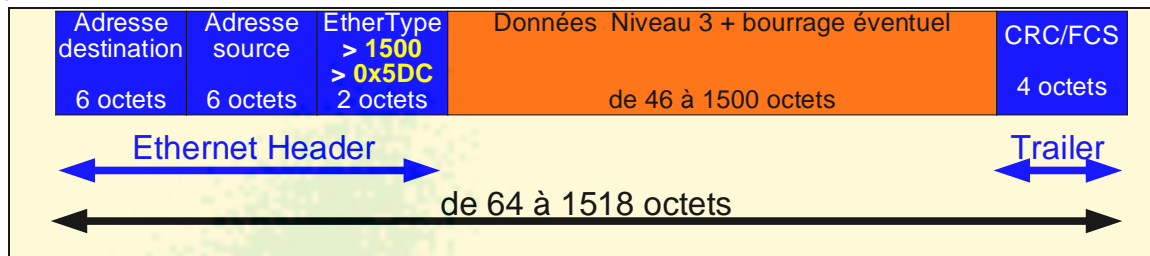 Adresse destination
6 octets
Adresse source
6 octets
EtherType
> 1500
> 0x5DC
2 octets
Données Niveau 3 + bourrage éventuel
de 46 à 1500 octets
CRC/FCS
4 octets
Ethernet Header
Trailer
de 64 à 1518 octets